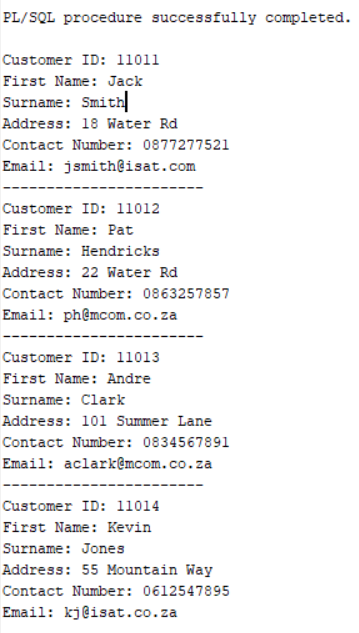 PL/SQL procedure successfully completed.
Customer ID: 11011
First Name: Jack
Surname: Smith
Address: 18 Water Rd
Contact Number: 0877277521
Email: jsmith@isat.com
-----------------------
Customer ID: 11012
First Name: Pat
Surname: Hendricks
Address: 22 Water Rd
Contact Number: 0863257857
Email: ph@mcom.co.za
-----------------------
Customer ID: 11013
First Name: Andre
Surname: Clark
Address: 101 Summer Lane
Contact Number: 0834567891
Email: aclark@mcom.co.za
-----------------------
Customer ID: 11014
First Name: Kevin
Surname: Jones
Address: 55 Mountain Way
Contact Number: 0612547895
Email: kj@isat.co.za